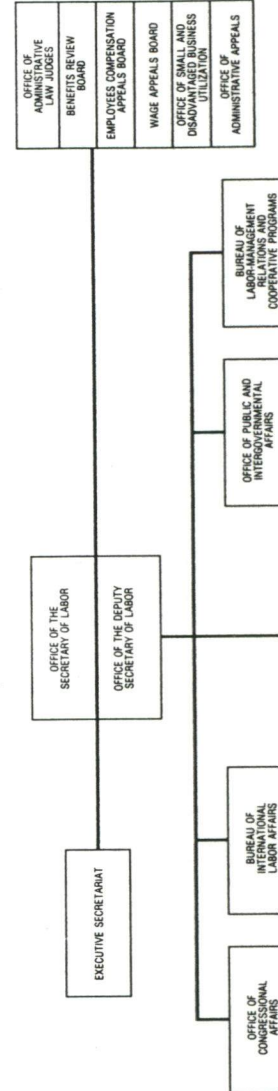 OFFICE OF THE
SECRETARY OF LABOR
OFFICE OF THE DEPUTY
SECRETARY OF LABOR
EXECUTIVE SECRETARIAT
OFFICE OF
ADMINISTRATIVE
LAW JUDGES
BENEFITS REVIEW
BOARD
EMPLOYEES COMPENSATION
APPEALS BOARD
WAGE APPEALS BOARD
OFFICE OF SMALL AND
DISADVANTAGED BUSINESS
UTILIZATION
OFFICE OF
ADMINISTRATIVE APPEALS
OFFICE OF
CONGRESSIONAL
AFFAIRS
BUREAU OF
INTERNATIONAL
LABOR AFFAIRS
OFFICE OF PUBLIC AND
INTERGOVERNMENTAL
AFFAIRS
BUREAU OF
LABOR-MANAGEMENT
RELATIONS AND
COOPERATIVE PROGRAMS